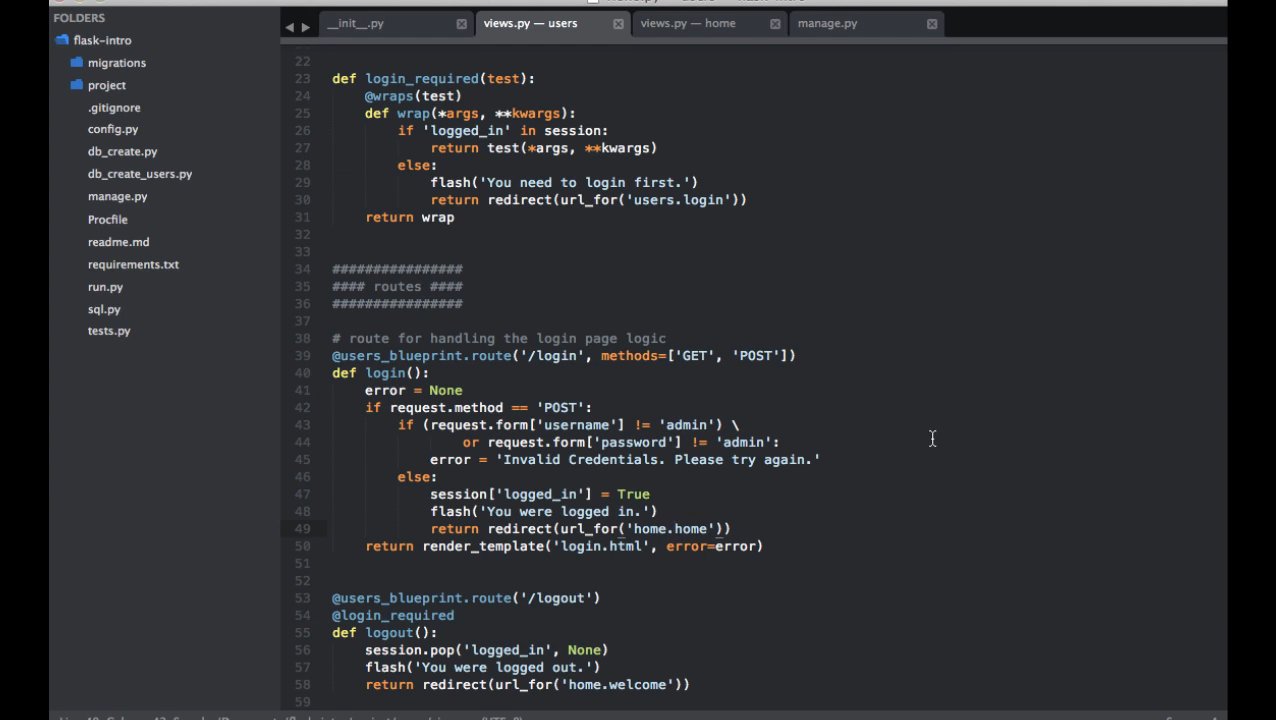 FOLDERS
flask-intro
migrations
project
.gitignore
config.py
db_create.py
db_create_users.py
manage.py
Procfile
readme.md
requirements.txt
run.py
sql.py
tests.py
__init__.py
views.py — users
views.py — home
manage.py
22
23 def login_required(test):
24     @wraps(test)
25     def wrap(*args, **kwargs):
26         if 'logged_in' in session:
27             return test(*args, **kwargs)
28         else:
29             flash('You need to login first.')
30             return redirect(url_for('users.login'))
31     return wrap
32
33
34 ################
35 #### routes ####
36 ################
37
38 # route for handling the login page logic
39 @users_blueprint.route('/login', methods=['GET', 'POST'])
40 def login():
41     error = None
42     if request.method == 'POST':
43         if (request.form['username'] != 'admin') \
44                 or request.form['password'] != 'admin':
45             error = 'Invalid Credentials. Please try again.'
46         else:
47             session['logged_in'] = True
48             flash('You were logged in.')
49             return redirect(url_for('home.home'))
50     return render_template('login.html', error=error)
51
52
53 @users_blueprint.route('/logout')
54 @login_required
55 def logout():
56     session.pop('logged_in', None)
57     flash('You were logged out.')
58     return redirect(url_for('home.welcome'))
59